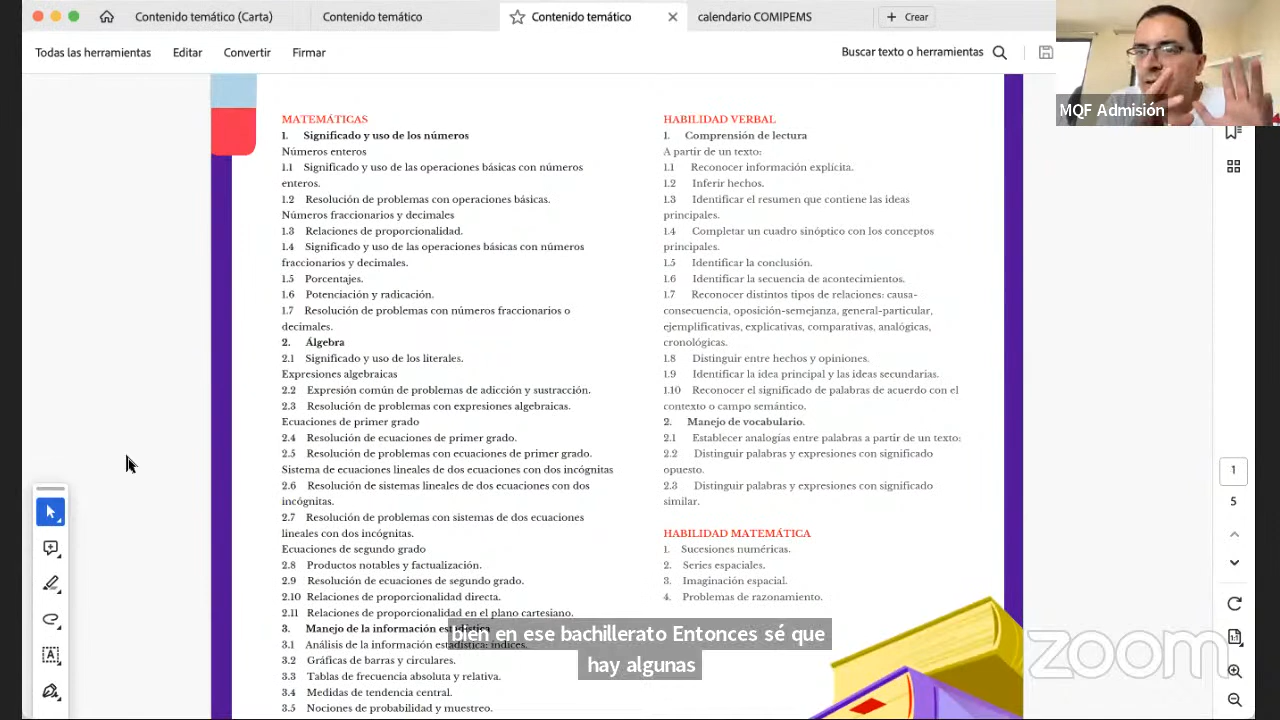 Contenido temático (Carta)
Contenido temático
Contenido temático
calendario COMIPEMS
Crear
Todas las herramientas
Editar
Convertir
Firmar
Buscar texto o herramientas
MQF Admisión
MATEMÁTICAS
1. Significado y uso de los números
Números enteros
1.1 Significado y uso de las operaciones básicas con números
enteros.
1.2 Resolución de problemas con operaciones básicas.
Números fraccionarios y decimales
1.3 Relaciones de proporcionalidad.
1.4 Significado y uso de las operaciones básicas con números
fraccionarios y decimales.
1.5 Porcentajes.
1.6 Potenciación y radicación.
1.7 Resolución de problemas con números fraccionarios o
decimales.
2. Álgebra
2.1 Significado y uso de los literales.
Expresiones algebraicas
2.2 Expresión común de problemas de adicción y sustracción.
2.3 Resolución de problemas con expresiones algebraicas.
Ecuaciones de primer grado
2.4 Resolución de ecuaciones de primer grado.
2.5 Resolución de problemas con ecuaciones de primer grado.
Sistema de ecuaciones lineales de dos ecuaciones con dos incógnitas
2.6 Resolución de sistemas lineales de dos ecuaciones con dos
incógnitas.
2.7 Resolución de problemas con sistemas de dos ecuaciones
lineales con dos incógnitas.
Ecuaciones de segundo grado
2.8 Productos notables y factualización.
2.9 Resolución de ecuaciones de segundo grado.
2.10 Relaciones de proporcionalidad directa.
2.11 Relaciones de proporcionalidad en el plano cartesiano.
3. Manejo de la información estadística.
3.1 Análisis de la información estadística: índices.
3.2 Gráficas de barras y circulares.
3.3 Tablas de frecuencia absoluta y relativa.
3.4 Medidas de tendencia central.
3.5 Nociones de probabilidad y muestreo.
HABILIDAD VERBAL
1. Comprensión de lectura
A partir de un texto:
1.1 Reconocer información explícita.
1.2 Inferir hechos.
1.3 Identificar el resumen que contiene las ideas
principales.
1.4 Completar un cuadro sinóptico con los conceptos
principales.
1.5 Identificar la conclusión.
1.6 Identificar la secuencia de acontecimientos.
1.7 Reconocer distintos tipos de relaciones: causa-
consecuencia, oposición-semejanza, general-particular,
ejemplificativas, explicativas, comparativas, analógicas,
cronológicas.
1.8 Distinguir entre hechos y opiniones.
1.9 Identificar la idea principal y las ideas secundarias.
1.10 Reconocer el significado de palabras de acuerdo con el
contexto o campo semántico.
2. Manejo de vocabulario.
2.1 Establecer analogías entre palabras a partir de un texto:
2.2 Distinguir palabras y expresiones con significado
opuesto.
2.3 Distinguir palabras y expresiones con significado
similar.
HABILIDAD MATEMÁTICA
1. Sucesiones numéricas.
2. Series espaciales.
3. Imaginación espacial.
4. Problemas de razonamiento.
1
5
bien en ese bachillerato Entonces sé que
hay algunas
zoom